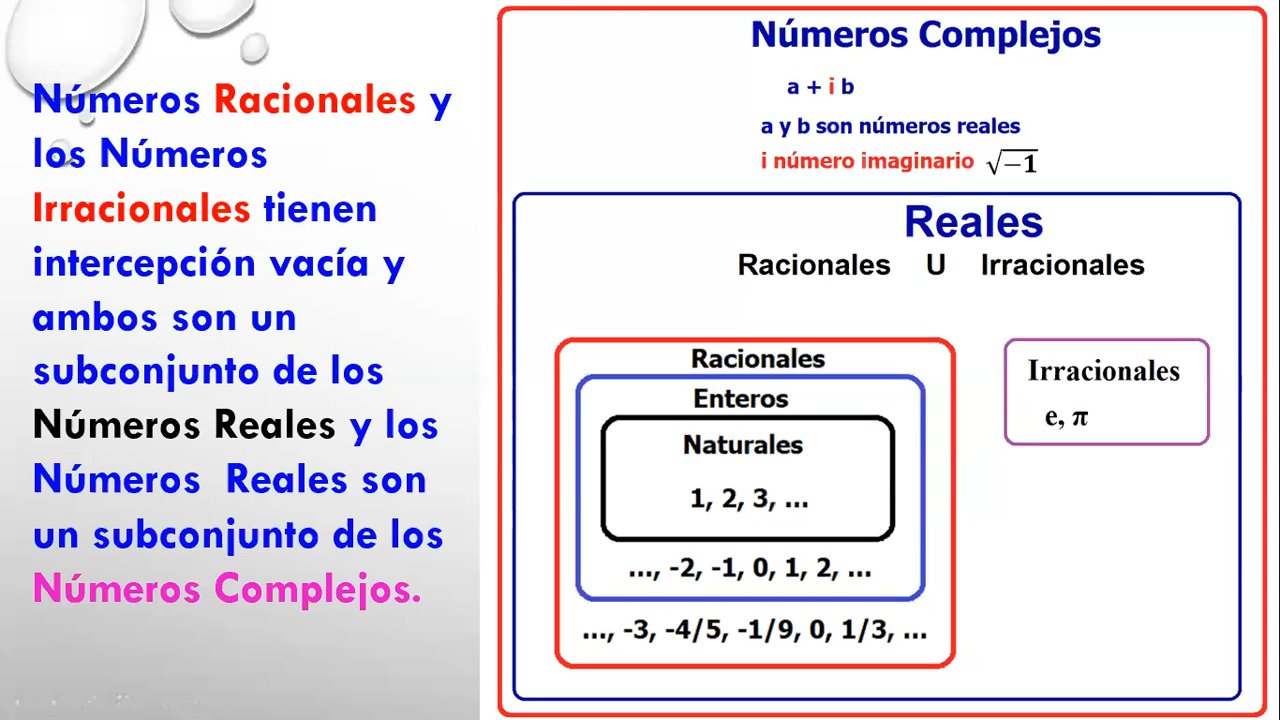 Números Racionales y
los Números
Irracionales tienen
intercepción vacía y
ambos son un
subconjunto de los
Números Reales y los
Números Reales son
un subconjunto de los
Números Complejos.
Números Complejos
a + i b
a y b son números reales
i número imaginario √−1
Reales
Racionales U Irracionales
Racionales
Enteros
Naturales
1, 2, 3, ...
..., -2, -1, 0, 1, 2, ...
..., -3, -4/5, -1/9, 0, 1/3, ...
Irracionales
e, π